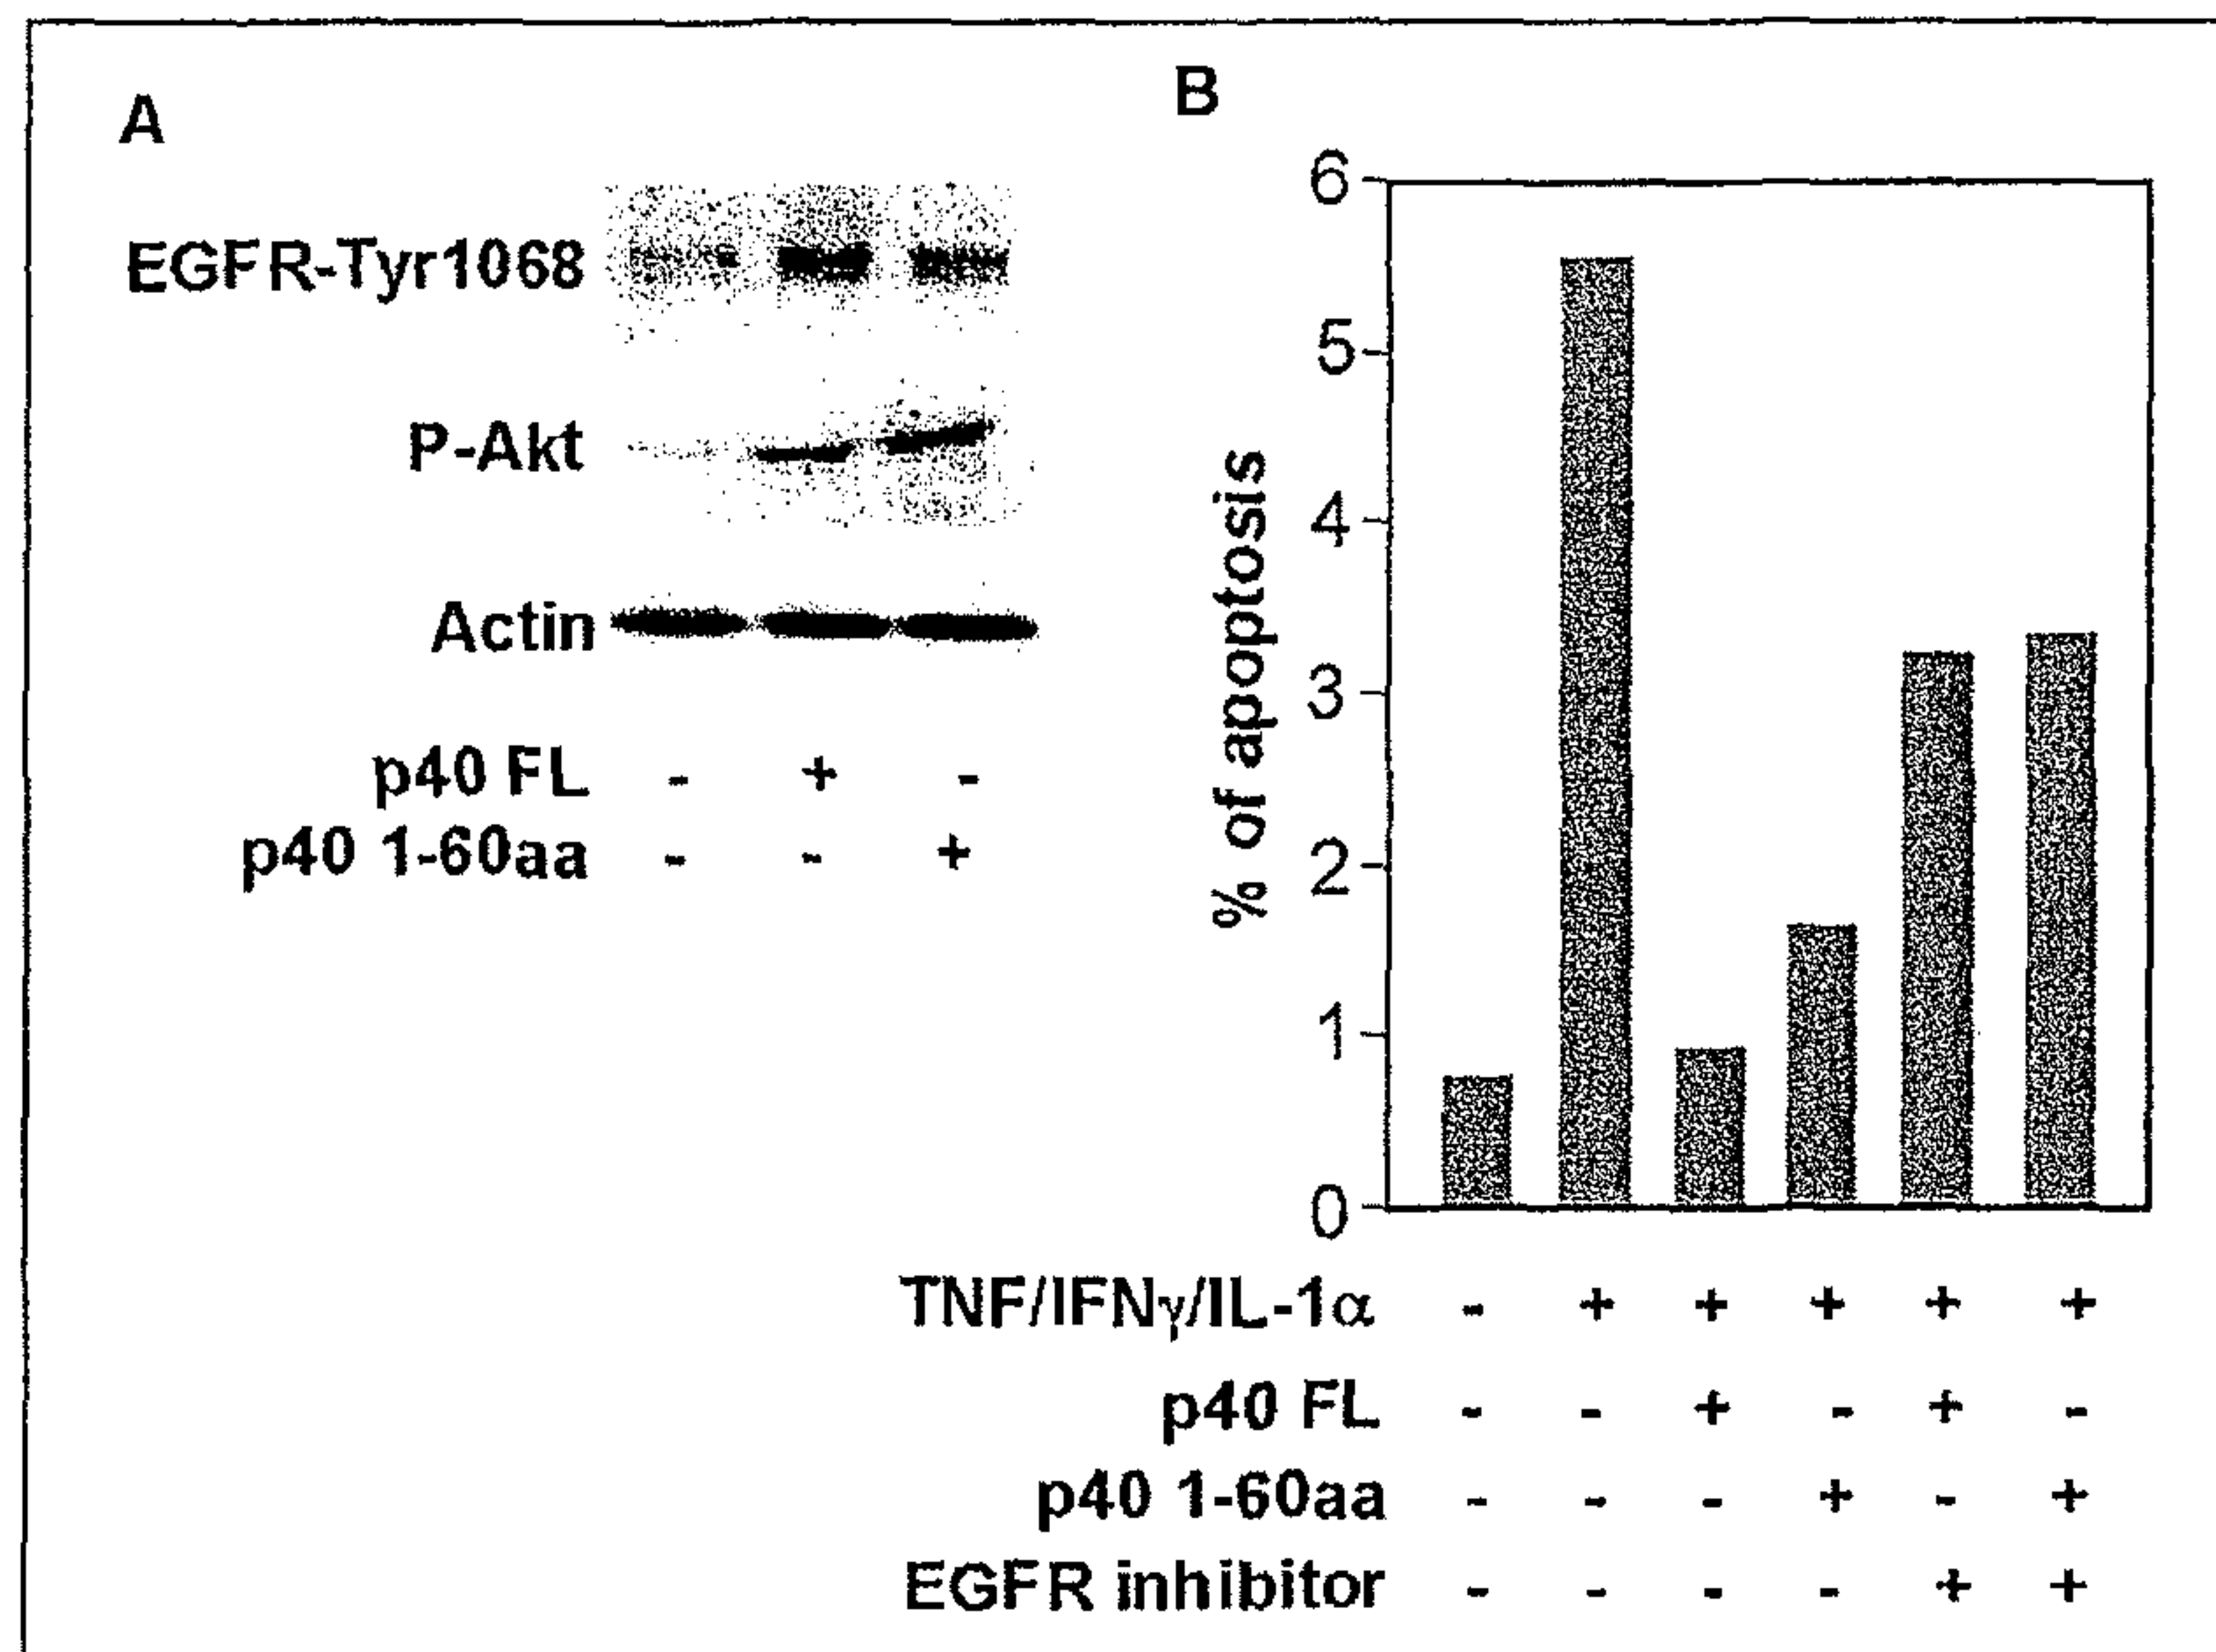 A
EGFR-Tyr1068
P-Akt
Actin
p40 FL - + -
p40 1-60aa - - +
B
% of apoptosis
6
5
4
3
2
1
0
TNF/IFNγ/IL-1α - + + + + +
p40 FL - - + - + -
p40 1-60aa - - - + - +
EGFR inhibitor - - - - + +